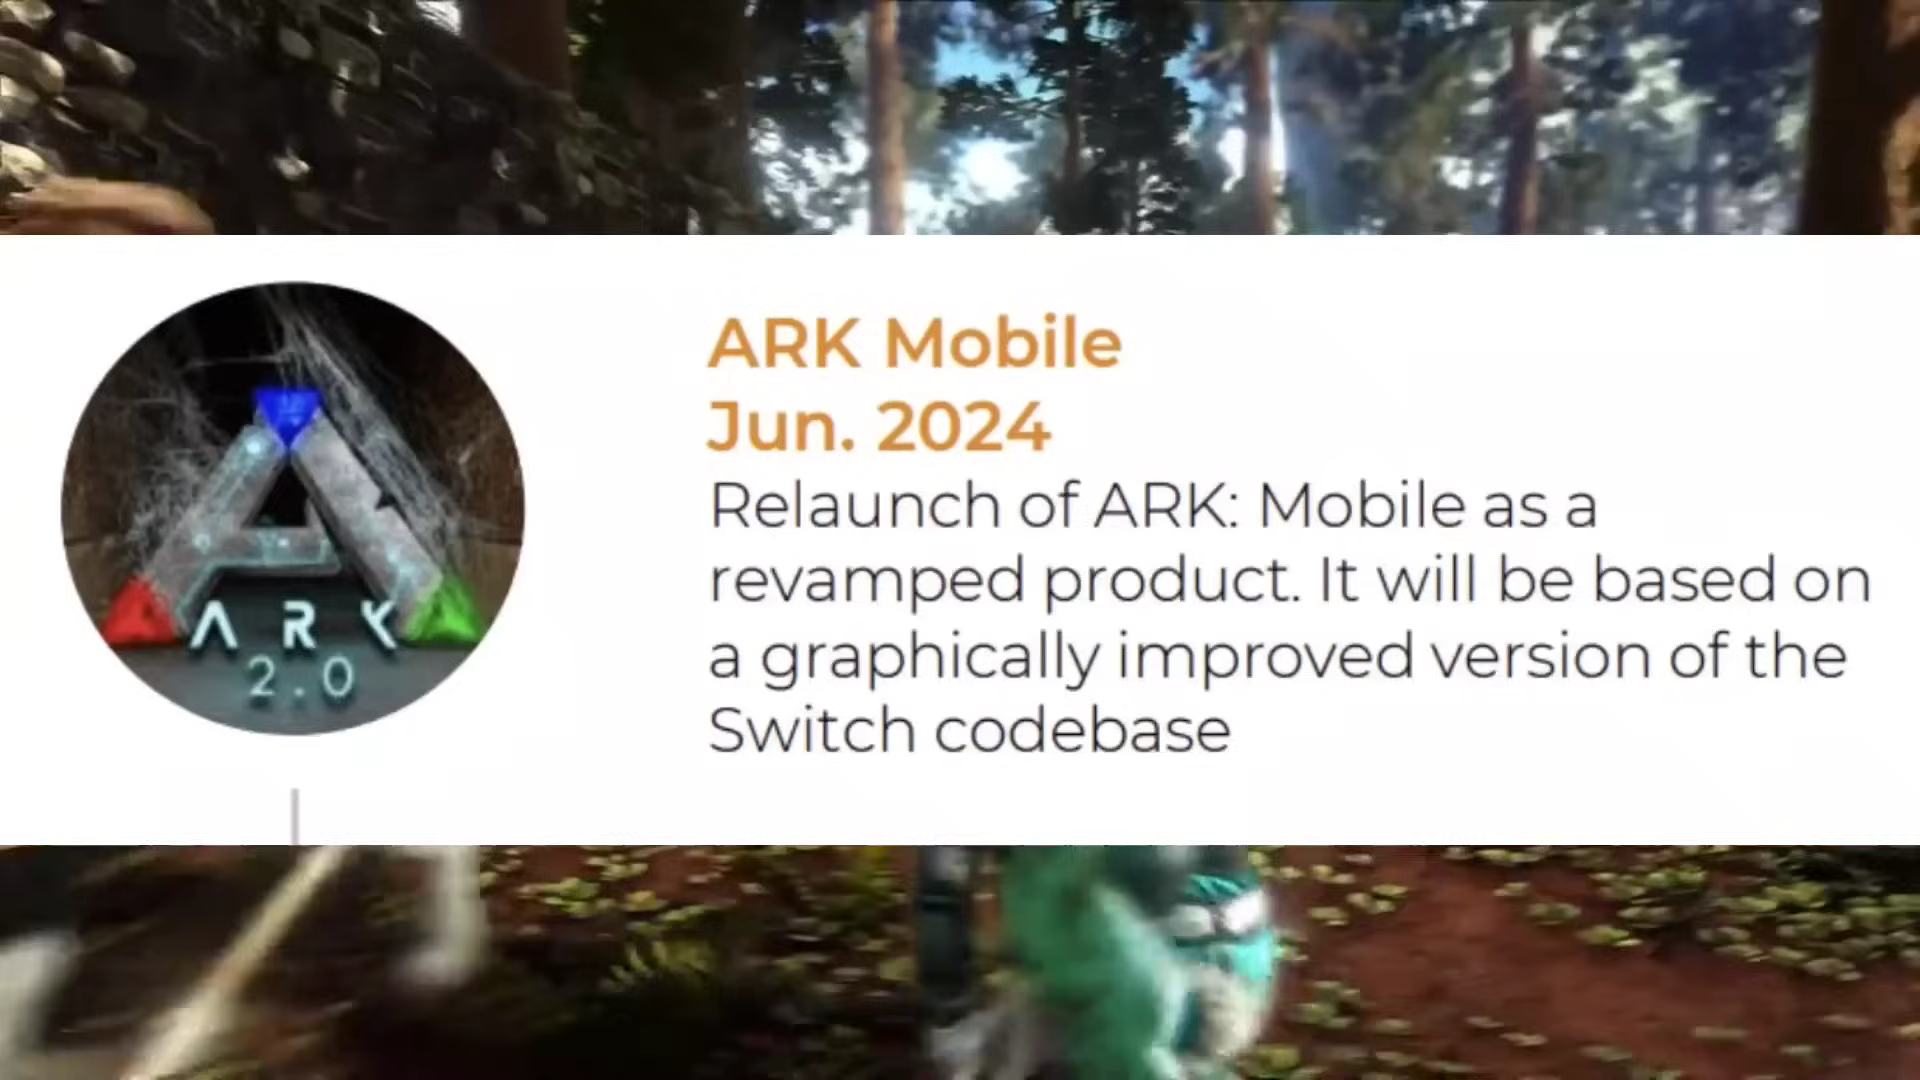 ARK
2.0
ARK Mobile
Jun. 2024
Relaunch of ARK: Mobile as a
revamped product. It will be based on
a graphically improved version of the
Switch codebase